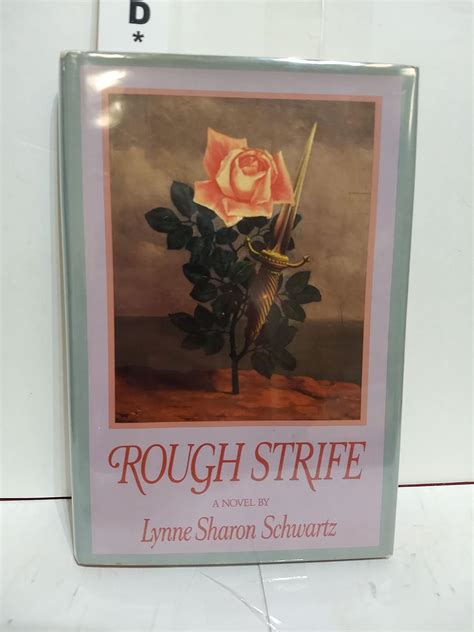 D
*
ROUGH STRIFE
A NOVEL BY
Lynne Sharon Schwartz